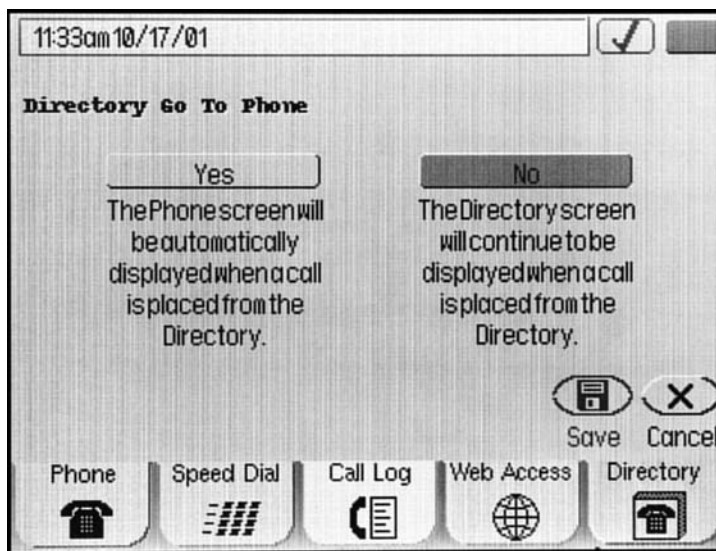 11:33am 10/17/01
Directory Go To Phone
Yes
The Phone screen will
be automatically
displayed when a call
is placed from the
Directory.
No
The Directory screen
will continue to be
displayed when a call
is placed from the
Directory.
Save
Cancel
Phone
Speed Dial
Call Log
Web Access
Directory